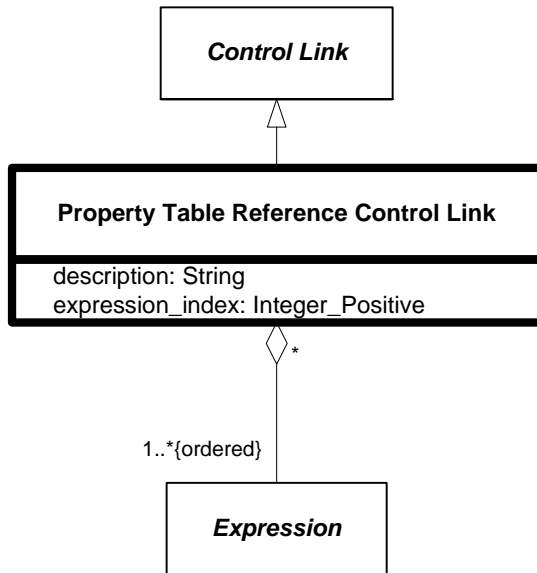 Control Link
Property Table Reference Control Link
description: String
expression_index: Integer_Positive
*
1..*{ordered}
Expression